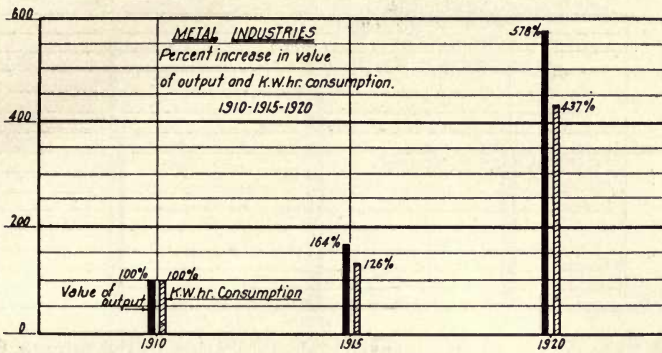 METAL INDUSTRIES
Percent increase in value
of output and K.W.hr. consumption.
1910-1915-1920
600
400
200
0
100%
100%
Value of
output
K.W.hr. Consumption
164%
126%
578%
437%
1910
1915
1920